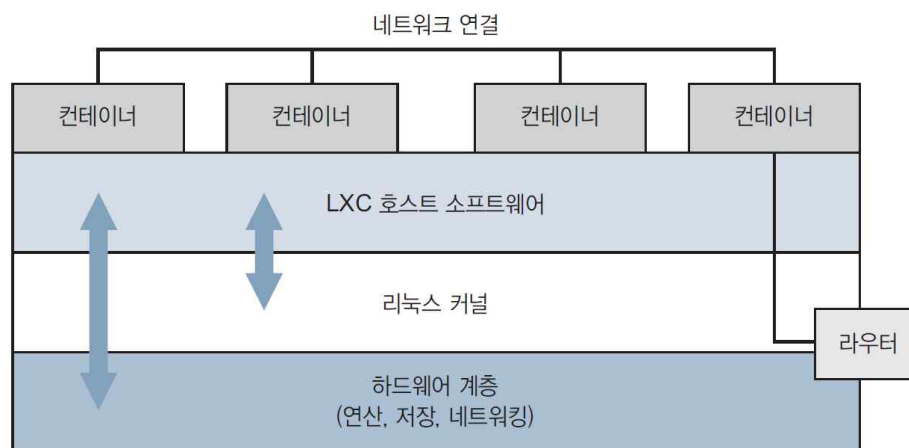 네트워크 연결
컨테이너
컨테이너
컨테이너
컨테이너
LXC 호스트 소프트웨어
리눅스 커널
라우터
하드웨어 계층
(연산, 저장, 네트워킹)